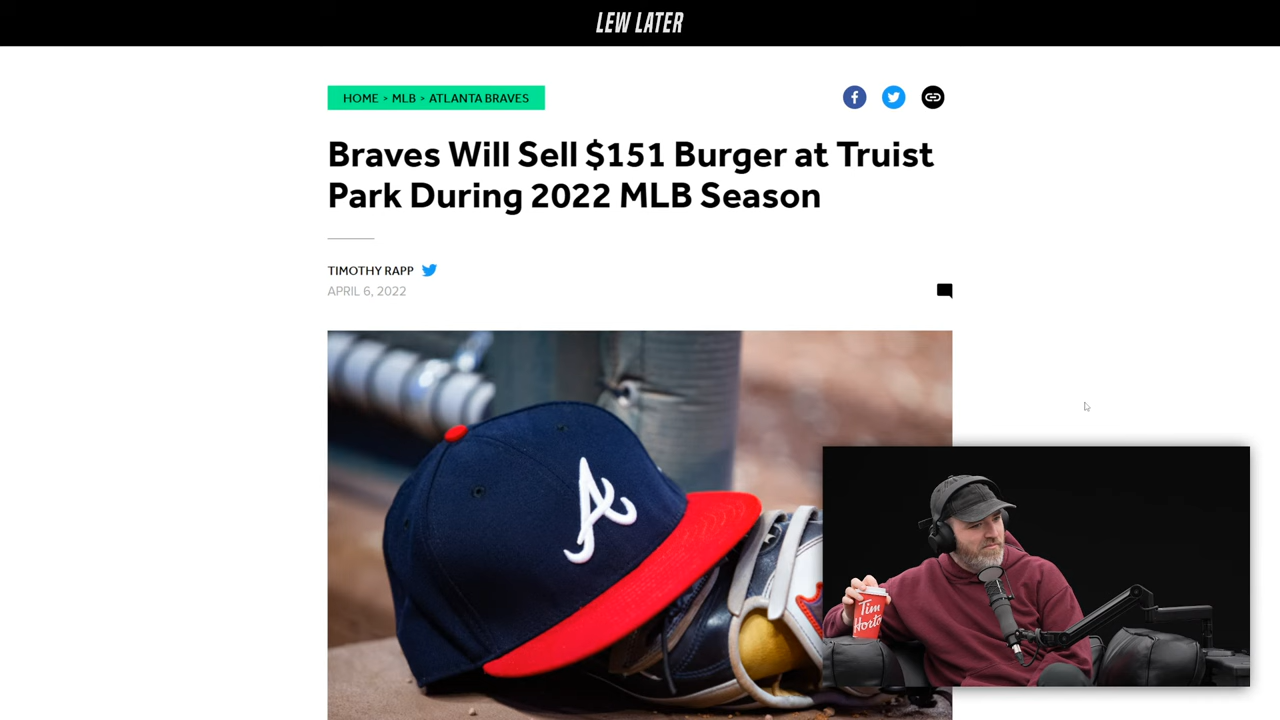 LEW LATER
HOME > MLB > ATLANTA BRAVES
Braves Will Sell $151 Burger at Truist
Park During 2022 MLB Season
TIMOTHY RAPP
APRIL 6, 2022
A
Tim
Horto